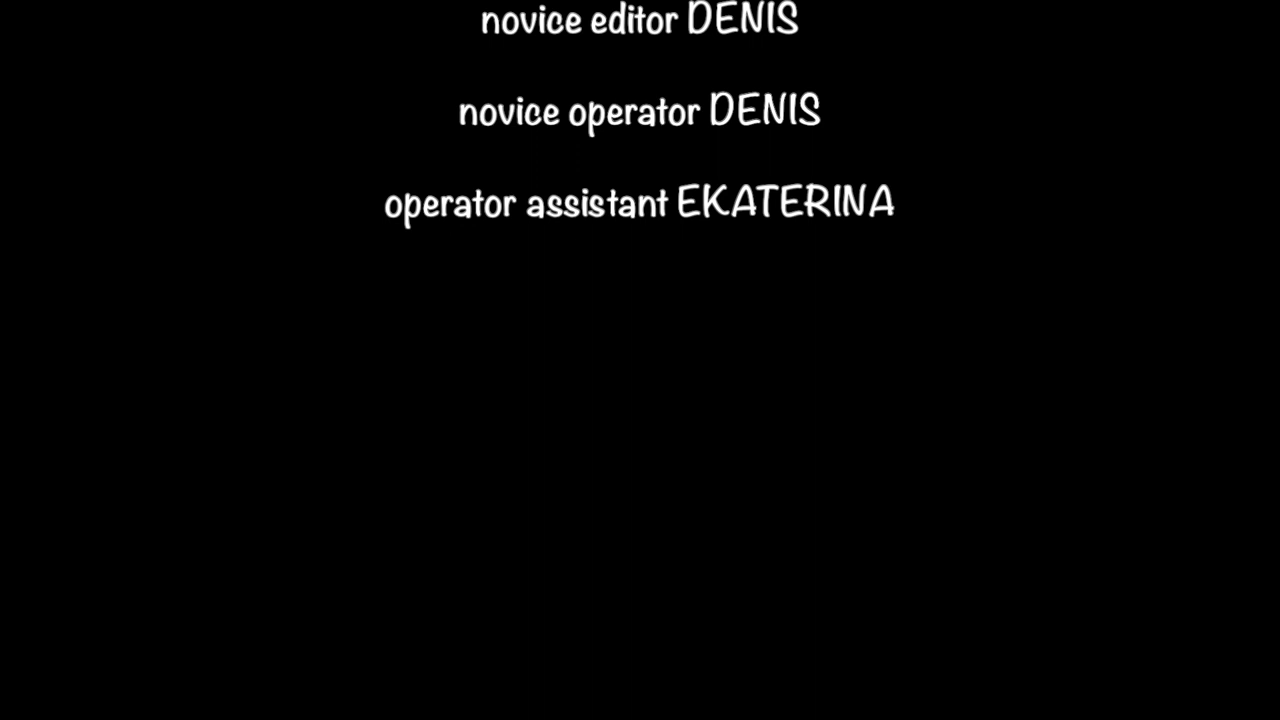 novice editor DENIS
novice operator DENIS
operator assistant EKATERINA